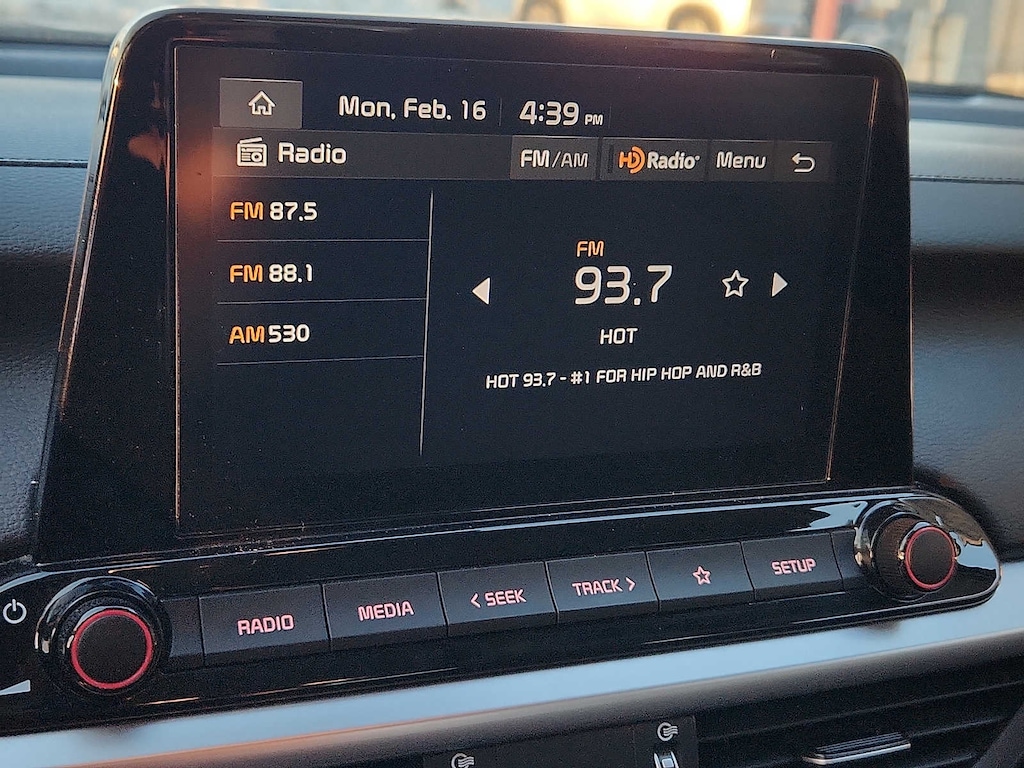 Mon, Feb. 16 4:39 PM
Radio FM/AM HD Radio Menu
FM 87.5
FM 88.1
AM 530
FM
93.7
HOT
HOT 93.7 - #1 FOR HIP HOP AND R&B
RADIO MEDIA < SEEK TRACK > SETUP